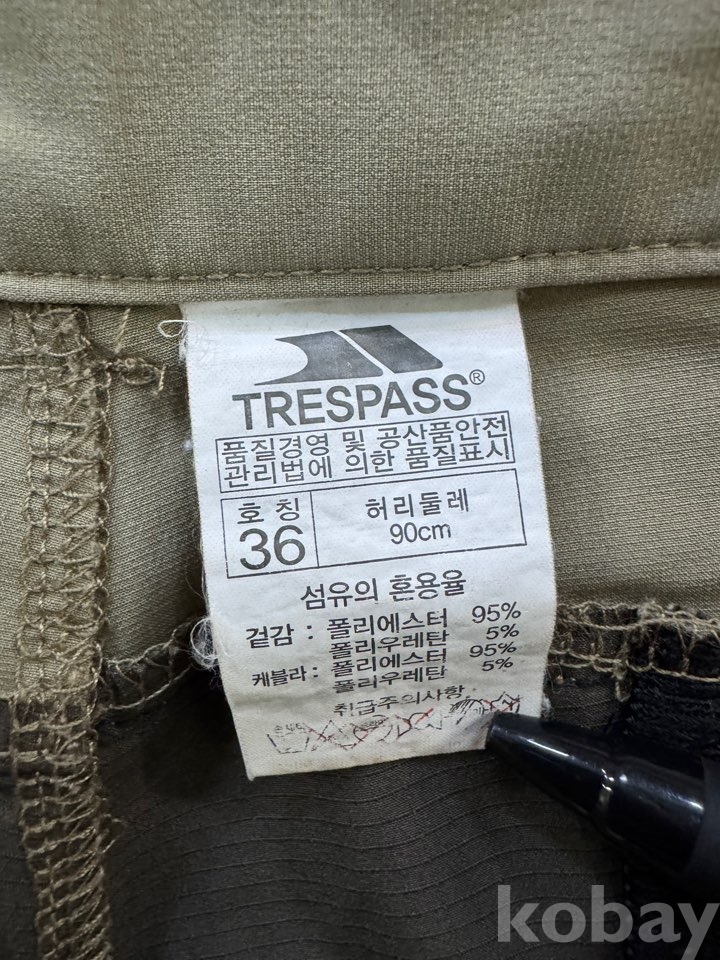 TRESPASS®
품질경영 및 공산품안전
관리법에 의한 품질표시
호칭
36
허리둘레
90cm
섬유의 혼용율
겉감 : 폴리에스터 95%
폴리우레탄 5%
케블라 : 폴리에스터 95%
폴리우레탄 5%
취급주의사항
kobay